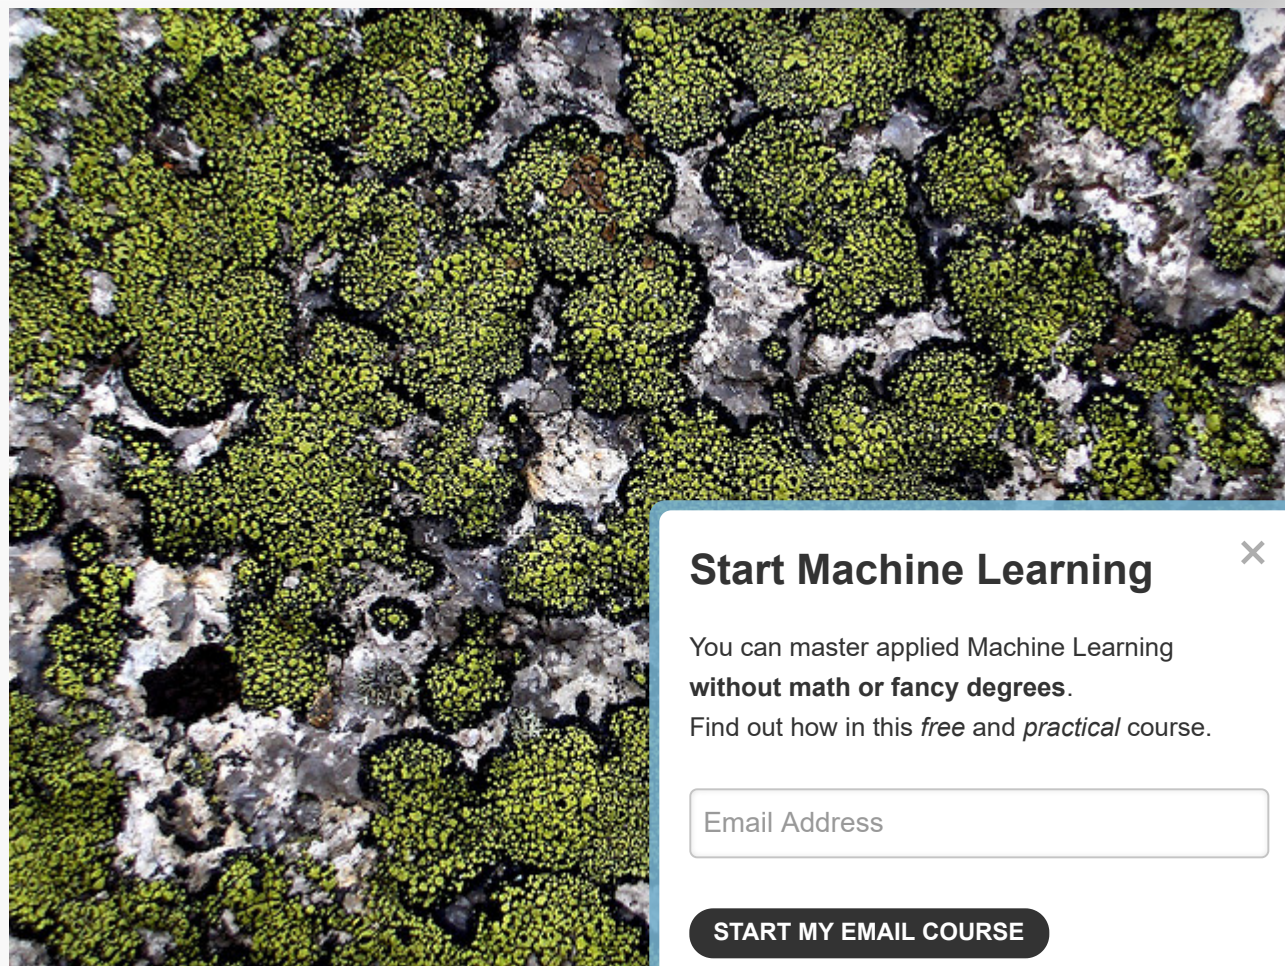 Start Machine Learning
×
You can master applied Machine Learning
without math or fancy degrees.
Find out how in this free and practical course.
Email Address
START MY EMAIL COURSE